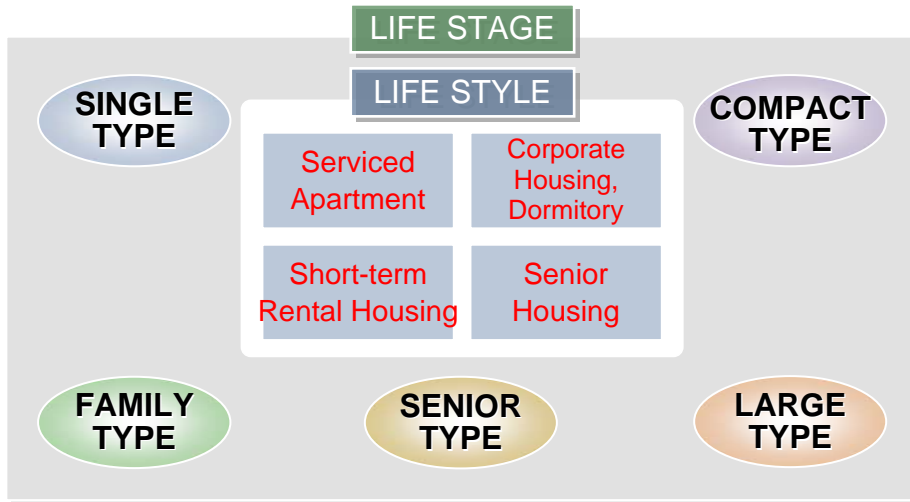 LIFE STAGE
LIFE STYLE
SINGLE
TYPE
COMPACT
TYPE
Serviced
Apartment
Corporate
Housing,
Dormitory
Short-term
Rental Housing
Senior
Housing
FAMILY
TYPE
SENIOR
TYPE
LARGE
TYPE